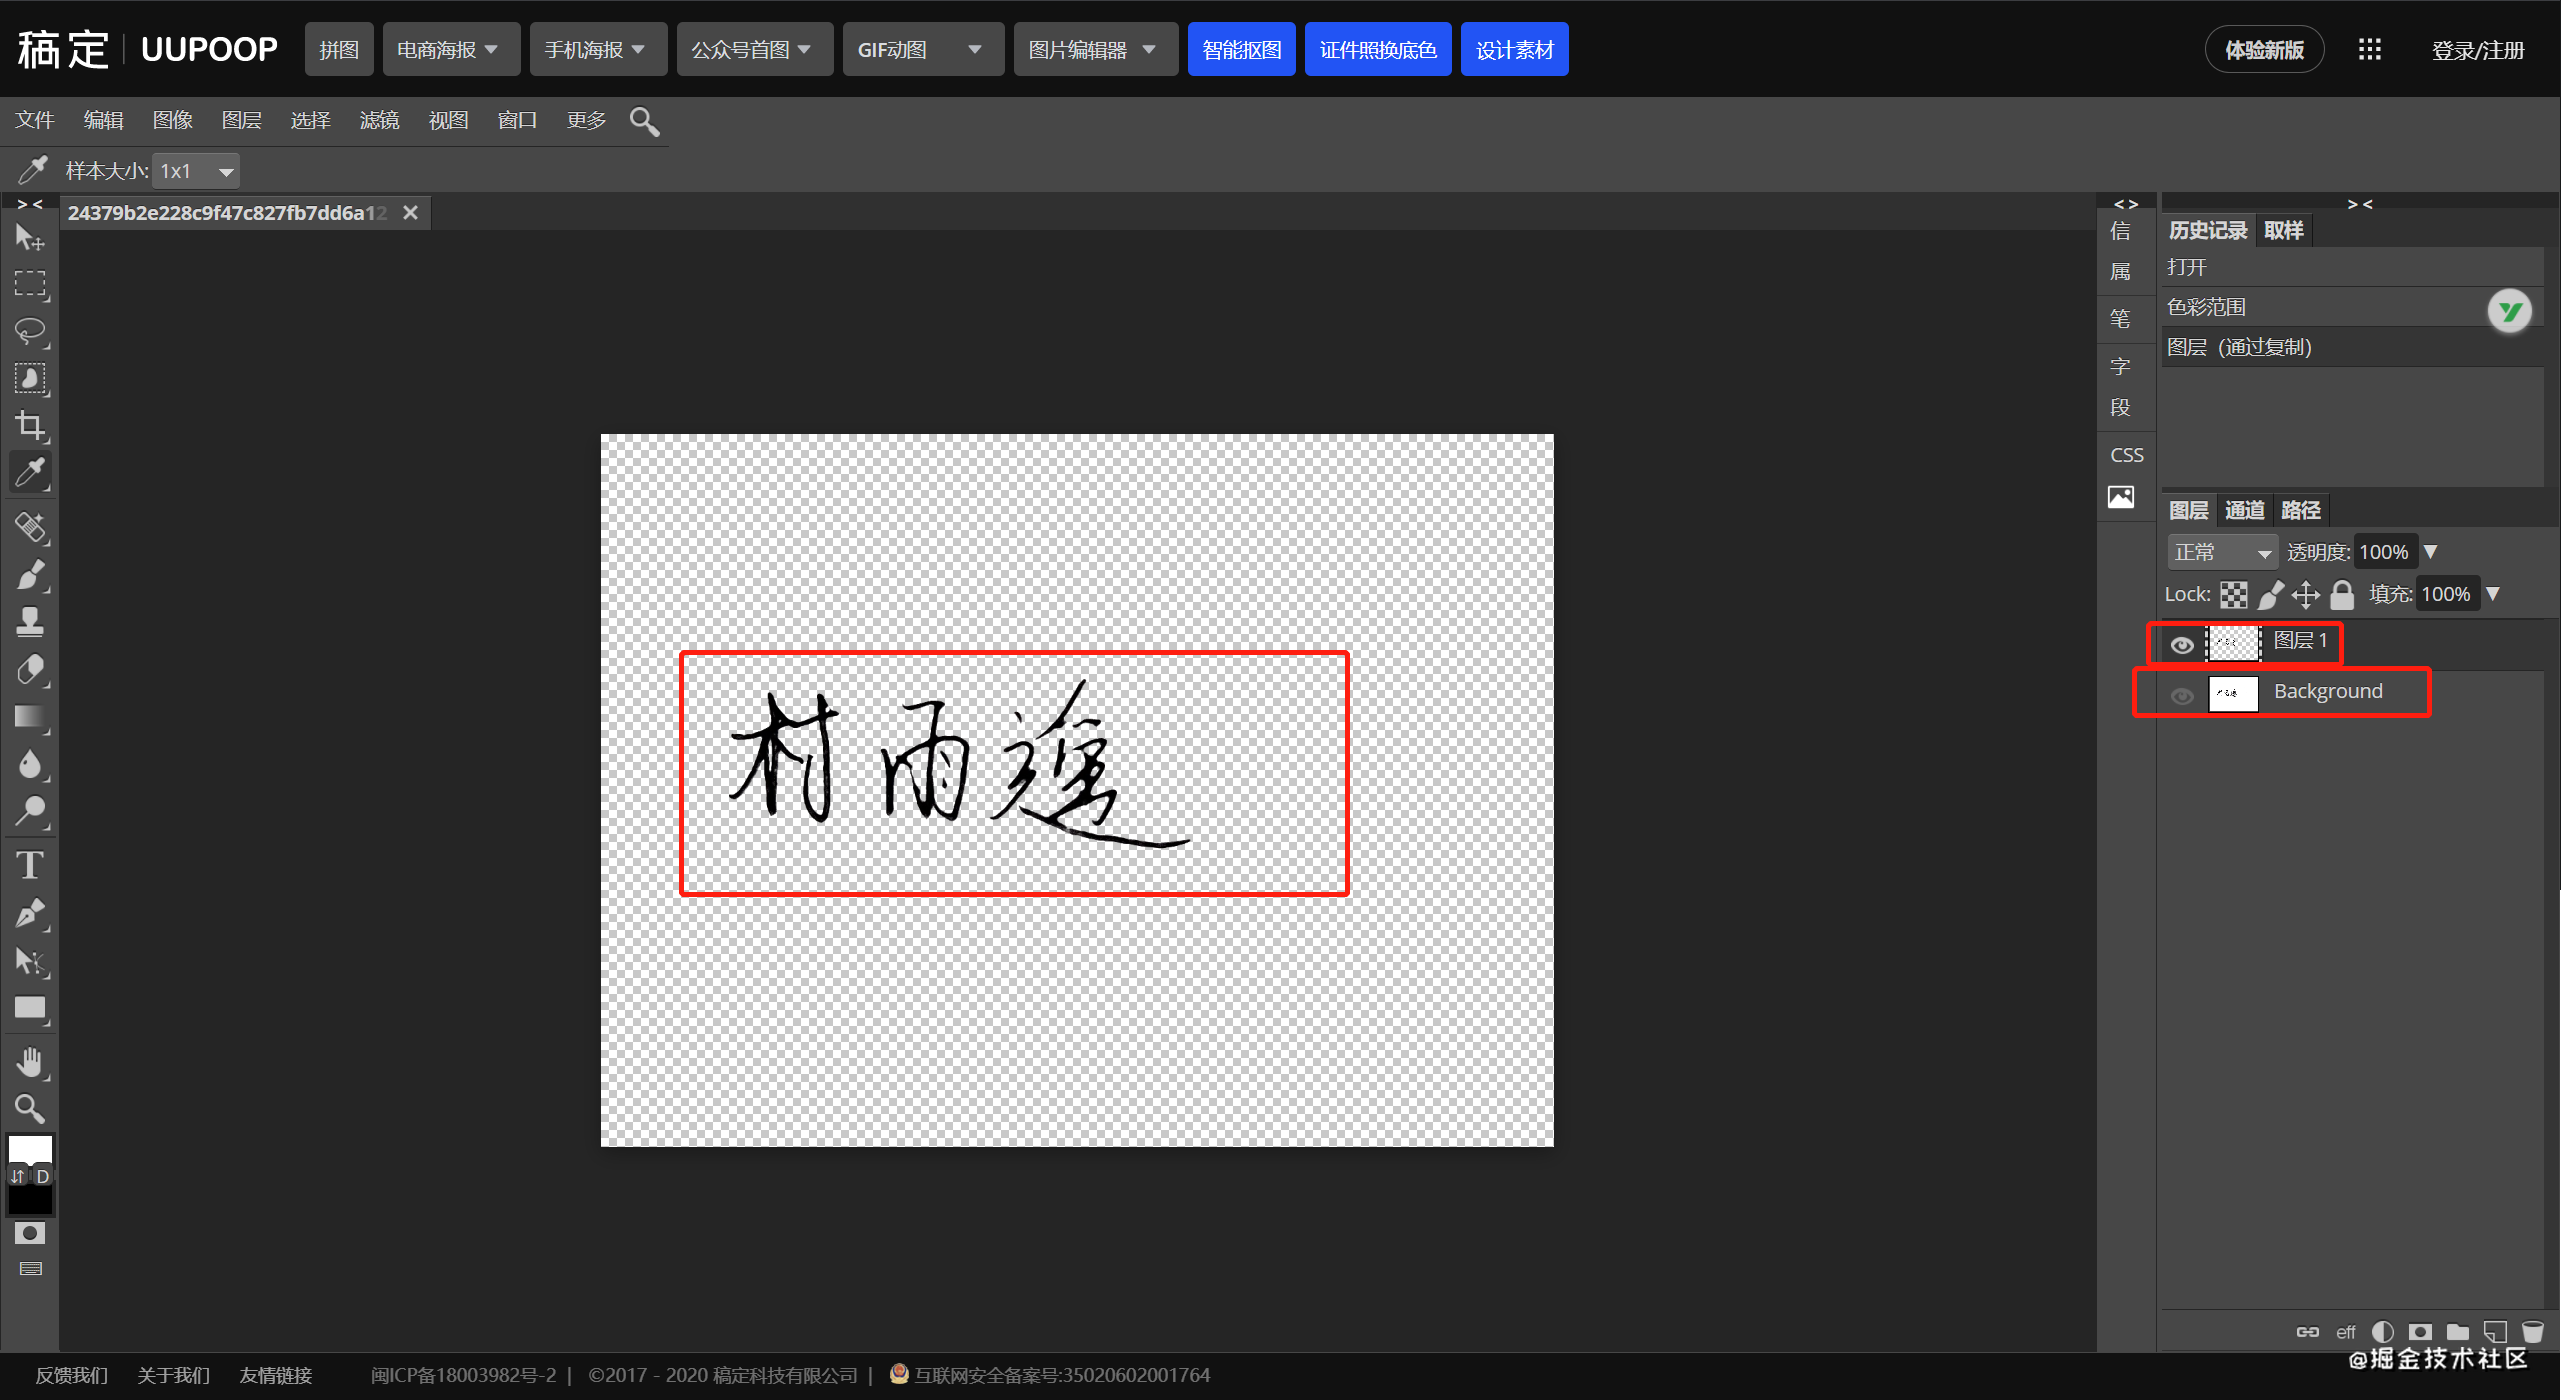 稿定 UUPOOP 拼图 电商海报 手机海报 公众号首图 GIF动图 图片编辑器 智能抠图 证件照换底色 设计素材 体验新版 登录/注册
文件 编辑 图像 图层 选择 滤镜 视图 窗口 更多
样本大小: 1x1
> < 24379b2e228c9f47c827fb7dd6a12 < > > <
信 历史记录 取样
属 打开
笔 色彩范围
字 图层（通过复制）
段
CSS
图层 通道 路径
正常 透明度: 100%
Lock: 填充: 100%
图层 1
Background
村雨遥
T
D
eff
反馈我们 关于我们 友情链接 闽ICP备18003982号-2 | ©2017 - 2020 稿定科技有限公司 | 互联网安全备案号:35020602001764
@掘金技术社区